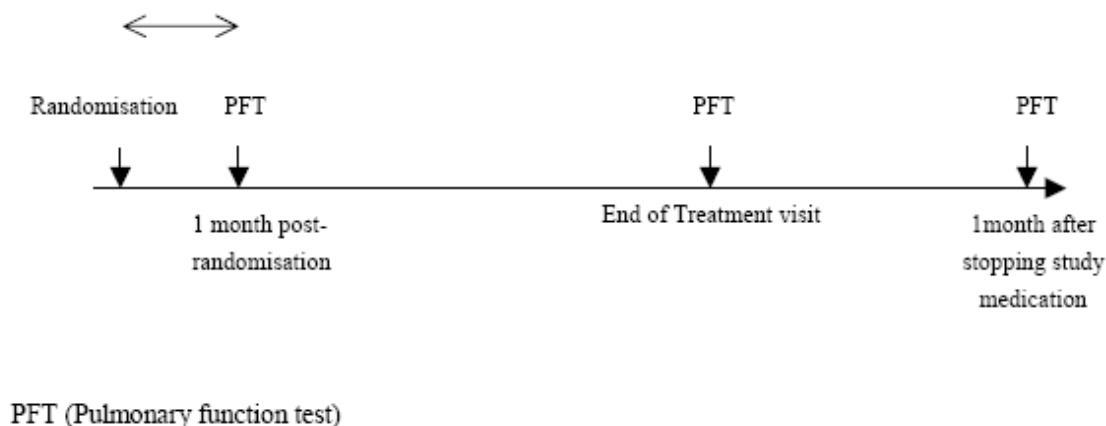 Randomisation PFT PFT PFT
1 month post-
randomisation
End of Treatment visit
1month after
stopping study
medication
PFT (Pulmonary function test)